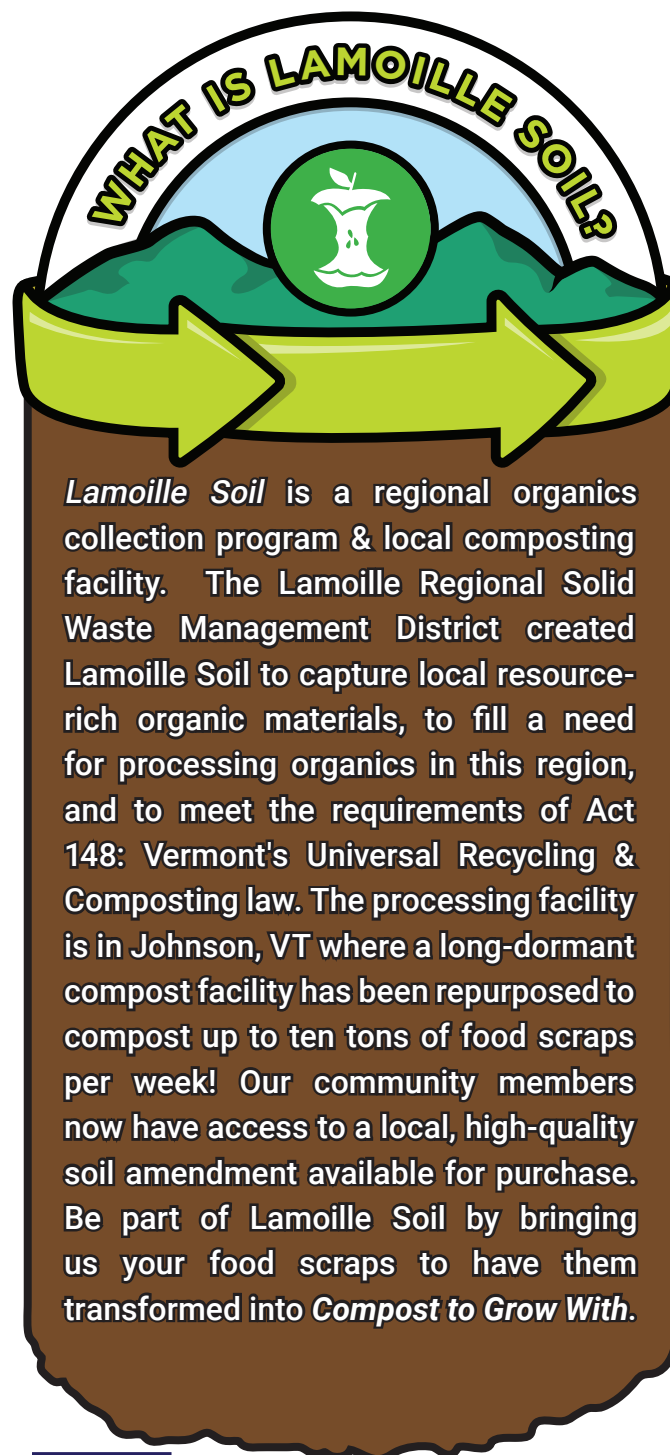 WHAT IS LAMOILLE SOIL?
Lamoille Soil is a regional organics
collection program & local composting
facility. The Lamoille Regional Solid
Waste Management District created
Lamoille Soil to capture local resource-
rich organic materials, to fill a need
for processing organics in this region,
and to meet the requirements of Act
148: Vermont's Universal Recycling &
Composting law. The processing facility
is in Johnson, VT where a long-dormant
compost facility has been repurposed to
compost up to ten tons of food scraps
per week! Our community members
now have access to a local, high-quality
soil amendment available for purchase.
Be part of Lamoille Soil by bringing
us your food scraps to have them
transformed into Compost to Grow With.